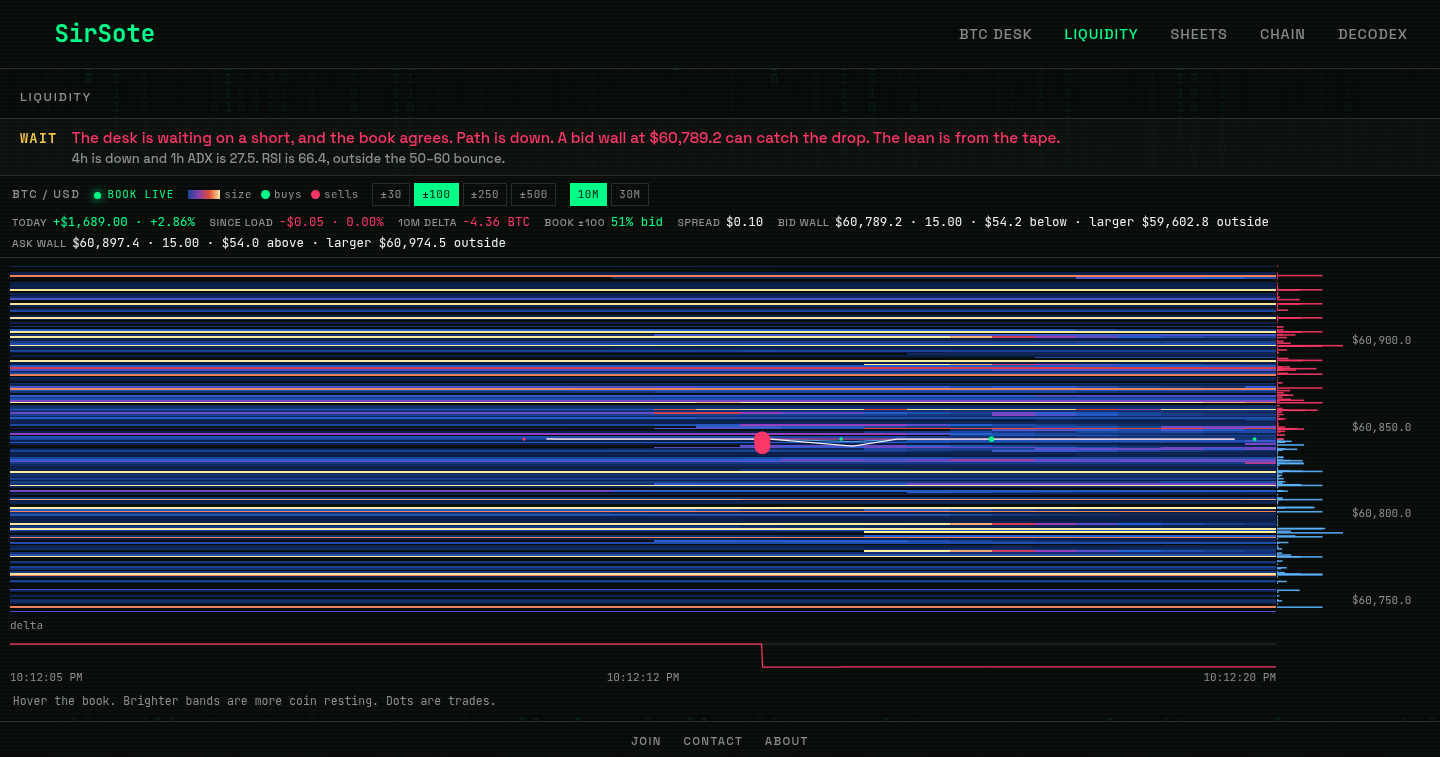 SirSote
BTC DESK LIQUIDITY SHEETS CHAIN DECODEX
LIQUIDITY
WAIT The desk is waiting on a short, and the book agrees. Path is down. A bid wall at $60,789.2 can catch the drop. The lean is from the tape.
4h is down and 1h ADX is 27.5. RSI is 66.4, outside the 50–60 bounce.
BTC / USD BOOK LIVE size buys sells ±30 ±100 ±250 ±500 10M 30M
TODAY +$1,689.00 · +2.86% SINCE LOAD -$0.05 · 0.00% 10M DELTA -4.36 BTC BOOK ±100 51% bid SPREAD $0.10 BID WALL $60,789.2 · 15.00 · $54.2 below · larger $59,602.8 outside
ASK WALL $60,897.4 · 15.00 · $54.0 above · larger $60,974.5 outside
$60,900.0
$60,850.0
$60,800.0
$60,750.0
delta
10:12:05 PM 10:12:12 PM 10:12:20 PM
Hover the book. Brighter bands are more coin resting. Dots are trades.
JOIN CONTACT ABOUT